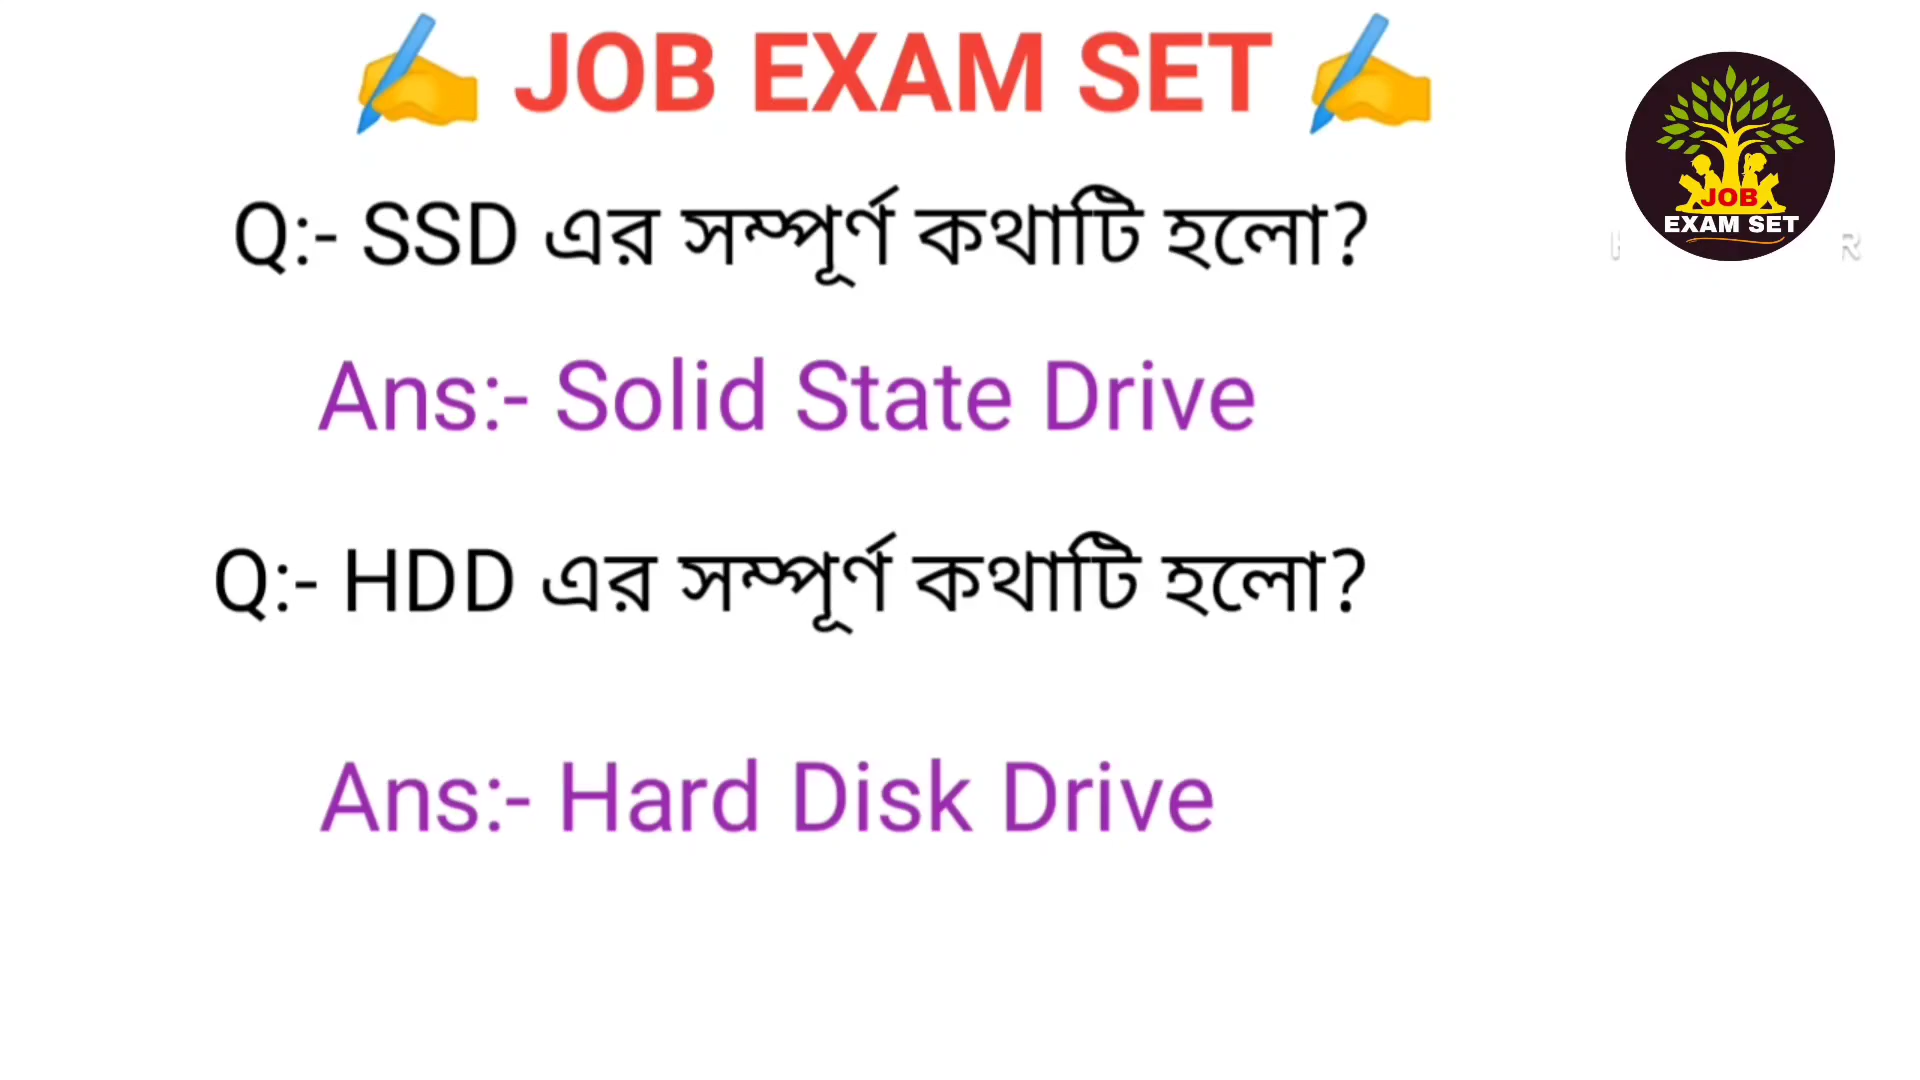 ✍️ JOB EXAM SET ✍️
Q:- SSD এর সম্পূর্ণ কথাটি হলো?
Ans:- Solid State Drive
Q:- HDD এর সম্পূর্ণ কথাটি হলো?
Ans:- Hard Disk Drive
JOB
EXAM SET